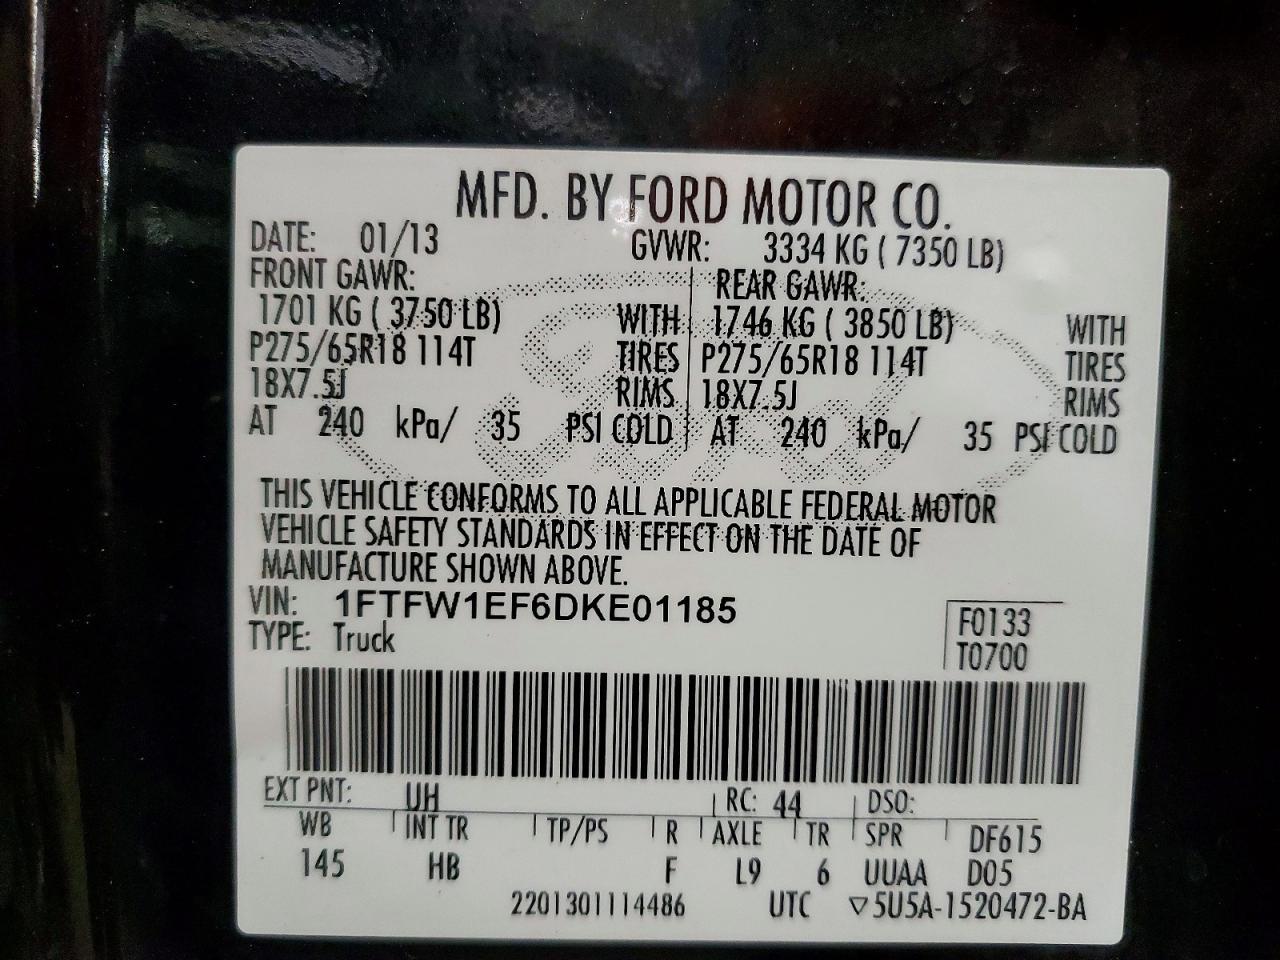 MFD. BY FORD MOTOR CO.
DATE: 01/13 GVWR: 3334 KG ( 7350 LB)
FRONT GAWR: REAR GAWR:
1701 KG ( 3750 LB) WITH 1746 KG ( 3850 LB) WITH
P275/65R18 114T TIRES P275/65R18 114T TIRES
18X7.5J RIMS 18X7.5J RIMS
AT 240 kPa/ 35 PSI COLD AT 240 kPa/ 35 PSI COLD
THIS VEHICLE CONFORMS TO ALL APPLICABLE FEDERAL MOTOR
VEHICLE SAFETY STANDARDS IN EFFECT ON THE DATE OF
MANUFACTURE SHOWN ABOVE.
VIN: 1FTFW1EF6DKE01185
F0133
TYPE: Truck
T0700
EXT PNT: UH RC: 44 DSO:
WB INT TR TP/PS R AXLE TR SPR DF615
145 HB F L9 6 UUAA D05
2201301114486 UTC ▽5U5A-1520472-BA
Ford